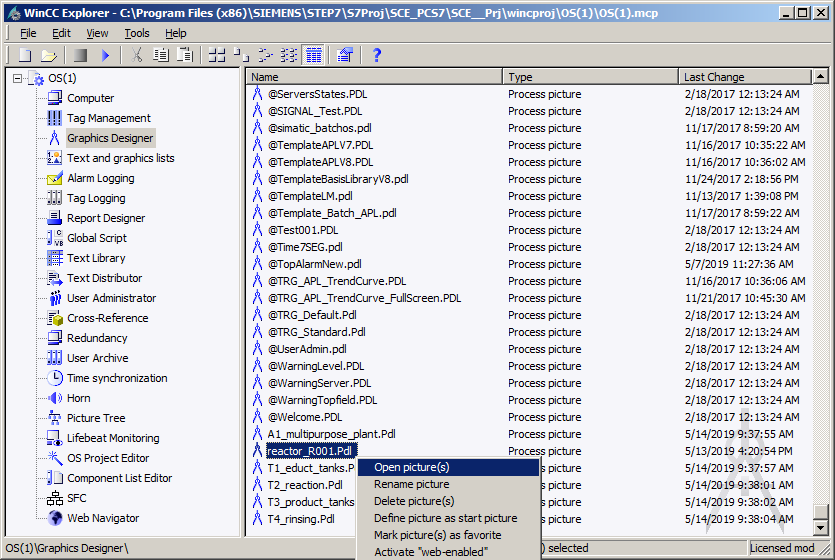 WinCC Explorer - C:\Program Files (x86)\SIEMENS\STEP7\S7Proj\SCE_PCS7\SCE__Prj\wincproj\OS(1)\OS(1).mcp
File Edit View Tools Help
OS(1)
Computer
Tag Management
Graphics Designer
Text and graphics lists
Alarm Logging
Tag Logging
Report Designer
Global Script
Text Library
Text Distributor
User Administrator
Cross-Reference
Redundancy
User Archive
Time synchronization
Horn
Picture Tree
Lifebeat Monitoring
OS Project Editor
Component List Editor
SFC
Web Navigator
Name Type Last Change
@ServersStates.PDL Process picture 2/18/2017 12:13:24 AM
@SIGNAL_Test.PDL Process picture 2/18/2017 12:13:24 AM
@simatic_batchos.pdl Process picture 11/17/2017 8:59:20 AM
@TemplateAPLV7.PDL Process picture 11/16/2017 10:35:22 AM
@TemplateAPLV8.PDL Process picture 11/16/2017 10:36:02 AM
@TemplateBasisLibraryV8.pdl Process picture 11/24/2017 2:18:56 PM
@TemplateLM.pdl Process picture 11/13/2017 1:39:08 PM
@Template_Batch_APL.pdl Process picture 11/17/2017 8:59:22 AM
@Test001.PDL Process picture 2/18/2017 12:13:24 AM
@Time7SEG.pdl Process picture 2/18/2017 12:13:24 AM
@TopAlarmNew.pdl Process picture 5/7/2019 11:27:36 AM
@TRG_APL_TrendCurve.PDL Process picture 11/16/2017 10:36:06 AM
@TRG_APL_TrendCurve_FullScreen.PDL Process picture 11/21/2017 10:45:30 AM
@TRG_Default.Pdl Process picture 2/18/2017 12:13:24 AM
@TRG_Standard.Pdl Process picture 2/18/2017 12:13:24 AM
@UserAdmin.pdl Process picture 2/18/2017 12:13:24 AM
@WarningLevel.PDL Process picture 2/18/2017 12:13:24 AM
@WarningServer.PDL Process picture 2/18/2017 12:13:24 AM
@WarningTopfield.PDL Process picture 2/18/2017 12:13:24 AM
@Welcome.PDL Process picture 2/18/2017 12:13:24 AM
A1_multipurpose_plant.Pdl Process picture 5/14/2019 9:37:55 AM
reactor_R001.Pdl Process picture 5/13/2019 4:20:54 PM
T1_educt_tanks.P 5/14/2019 9:37:57 AM
T2_reaction.Pdl 5/14/2019 9:38:01 AM
T3_product_tanks 5/14/2019 9:38:02 AM
T4_rinsing.Pdl 5/14/2019 9:38:04 AM
Open picture(s)
Rename picture
Delete picture(s)
Define picture as start picture
Mark picture(s) as favorite
Activate "web-enabled"
OS(1)\Graphics Designer\ ) selected Licensed mod